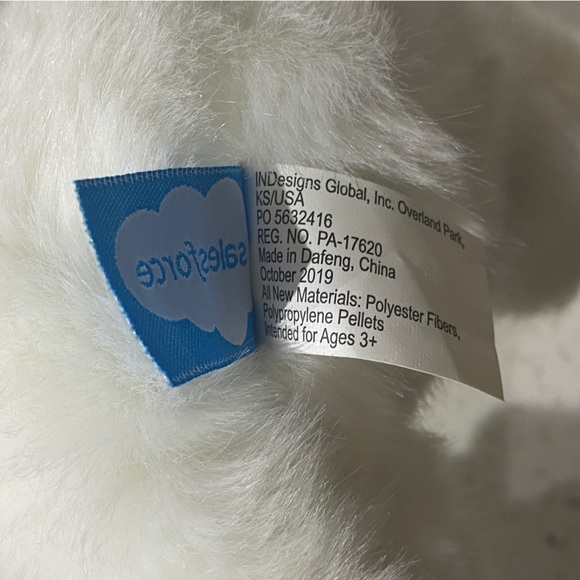 salesforce
INDesigns Global, Inc. Overland Park,
KS/USA
PO 5632416
REG. NO. PA-17620
Made in Dafeng, China
October 2019
All New Materials: Polyester Fibers,
Polypropylene Pellets
Intended for Ages 3+